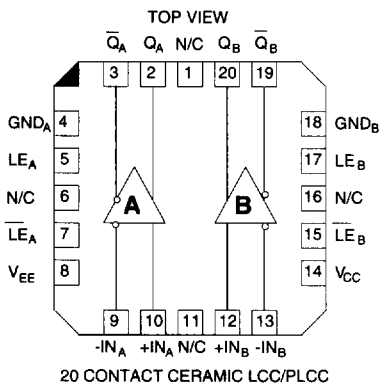 TOP VIEW
Q̅A QA N/C QB Q̅B
3 2 1 20 19
GNDA 4 18 GNDB
LEA 5 17 LEB
N/C 6 16 N/C
L̅E̅A 7 15 L̅E̅B
VEE 8 14 VCC
A B
9 10 11 12 13
-INA +INA N/C +INB -INB
20 CONTACT CERAMIC LCC/PLCC